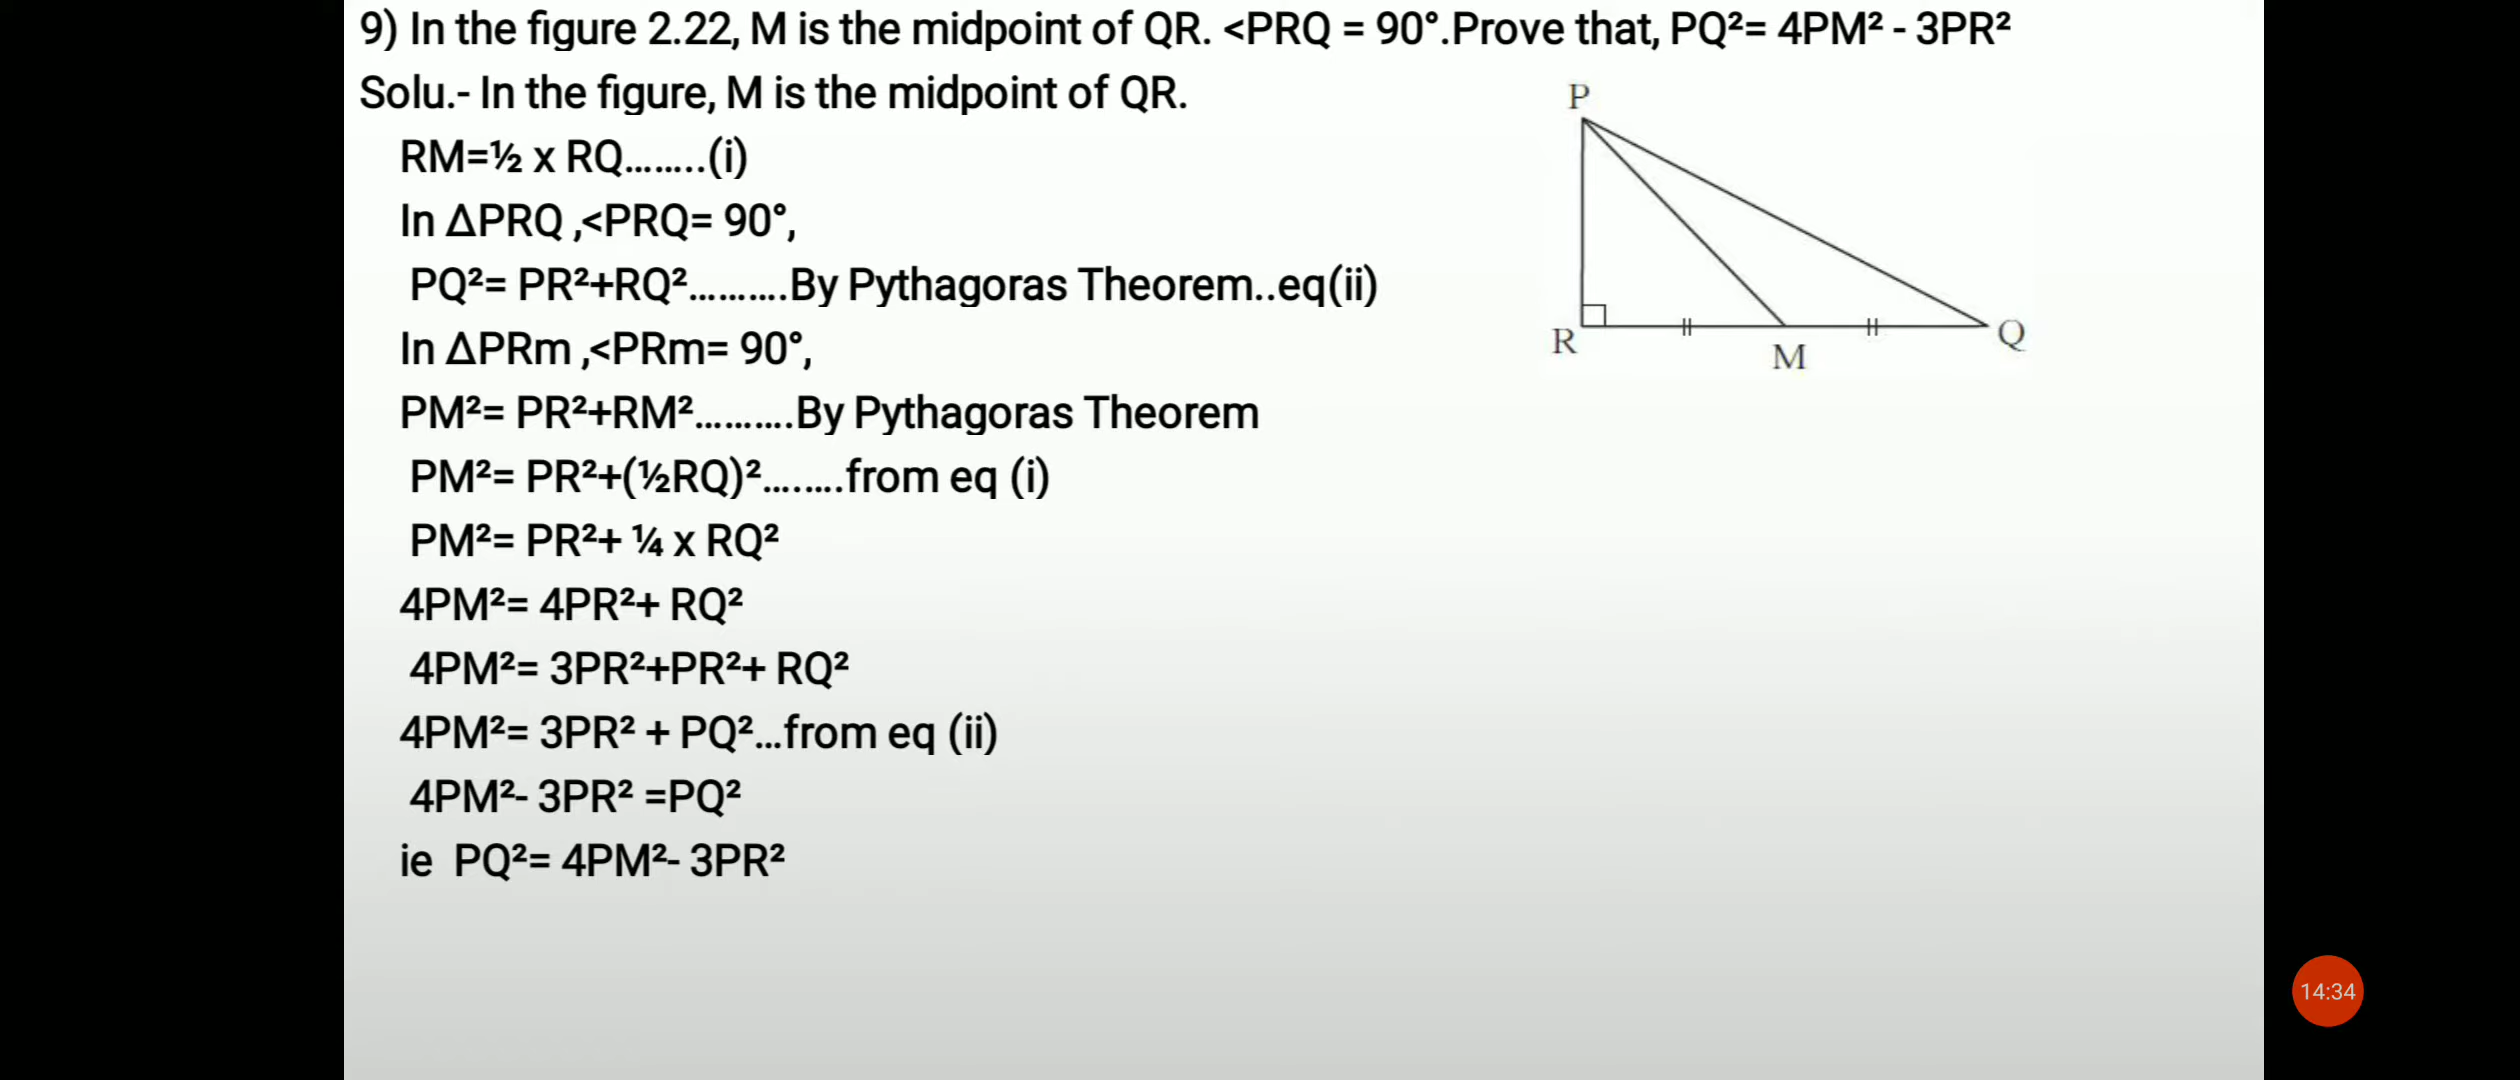 9) In the figure 2.22, M is the midpoint of QR. <PRQ = 90°.Prove that, PQ²= 4PM² - 3PR²
Solu.- In the figure, M is the midpoint of QR.
RM=½ x RQ........(i)
In ∆PRQ ,<PRQ= 90°,
PQ²= PR²+RQ²..........By Pythagoras Theorem..eq(ii)
In ∆PRm ,<PRm= 90°,
PM²= PR²+RM²..........By Pythagoras Theorem
PM²= PR²+(½RQ)²........from eq (i)
PM²= PR²+ ¼ x RQ²
4PM²= 4PR²+ RQ²
4PM²= 3PR²+PR²+ RQ²
4PM²= 3PR² + PQ²...from eq (ii)
4PM²- 3PR² =PQ²
ie PQ²= 4PM²- 3PR²
P
R
M
Q
14:34